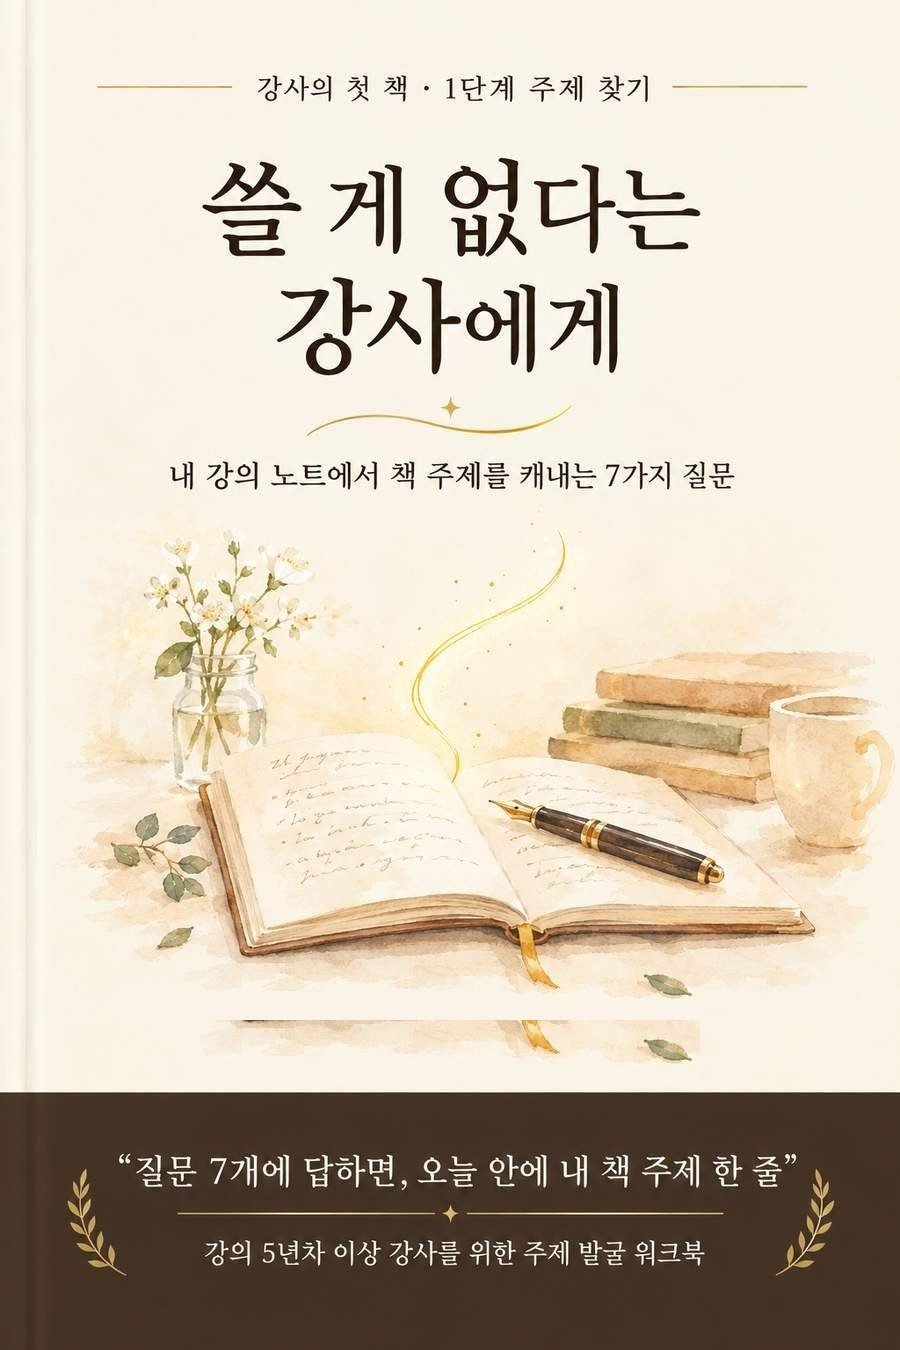 강사의 첫 책 · 1단계 주제 찾기
쓸 게 없다는
강사에게
내 강의 노트에서 책 주제를 캐내는 7가지 질문
“질문 7개에 답하면, 오늘 안에 내 책 주제 한 줄”
강의 5년차 이상 강사를 위한 주제 발굴 워크북